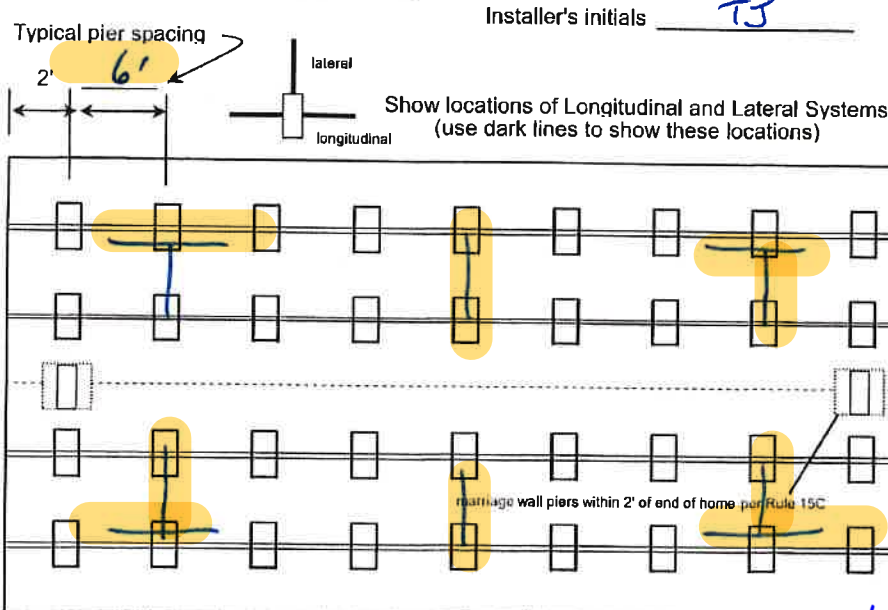 Installer's initials TJ
Typical pier spacing
2' 6'
lateral
longitudinal
Show locations of Longitudinal and Lateral Systems
(use dark lines to show these locations)
marriage wall piers within 2' of end of home per Rule 15C